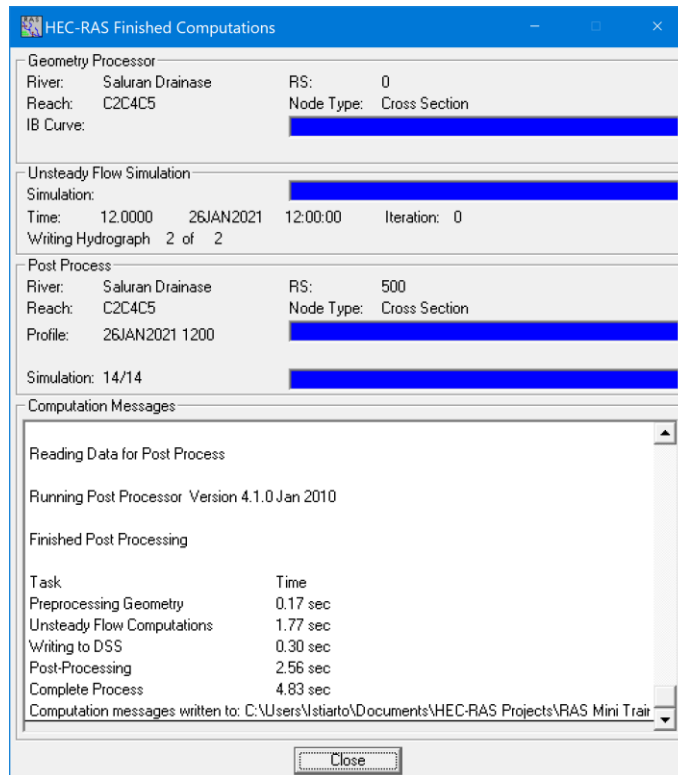 HEC-RAS Finished Computations
Geometry Processor
River: Saluran Drainase RS: 0
Reach: C2C4C5 Node Type: Cross Section
IB Curve:
Unsteady Flow Simulation
Simulation:
Time: 12.0000 26JAN2021 12:00:00 Iteration: 0
Writing Hydrograph 2 of 2
Post Process
River: Saluran Drainase RS: 500
Reach: C2C4C5 Node Type: Cross Section
Profile: 26JAN2021 1200
Simulation: 14/14
Computation Messages
Reading Data for Post Process
Running Post Processor Version 4.1.0 Jan 2010
Finished Post Processing
Task Time
Preprocessing Geometry 0.17 sec
Unsteady Flow Computations 1.77 sec
Writing to DSS 0.30 sec
Post-Processing 2.56 sec
Complete Process 4.83 sec
Computation messages written to: C:\Users\Istiarto\Documents\HEC-RAS Projects\RAS Mini Train
Close